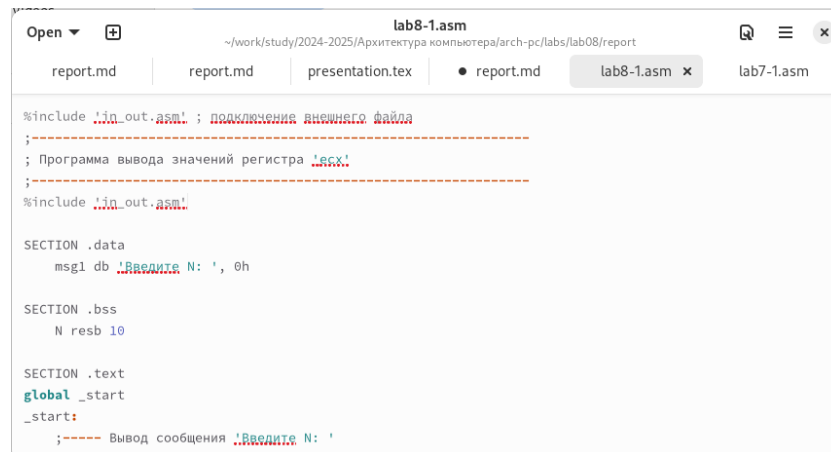 Open
lab8-1.asm
~/work/study/2024-2025/Архитектура компьютера/arch-pc/labs/lab08/report
report.md report.md presentation.tex ● report.md lab8-1.asm × lab7-1.asm
%include 'in_out.asm' ; подключение внешнего файла
;----------------------------------------------------------------
; Программа вывода значений регистра 'ecx'
;----------------------------------------------------------------
%include 'in_out.asm'
SECTION .data
msg1 db 'Введите N: ', 0h
SECTION .bss
N resb 10
SECTION .text
global _start
_start:
;----- Вывод сообщения 'Введите N: '